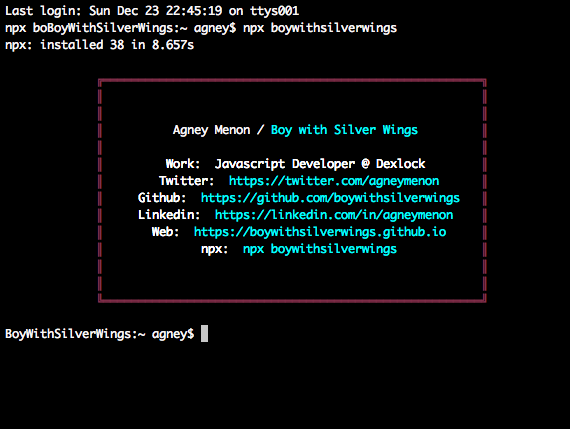 Last login: Sun Dec 23 22:45:19 on ttys001
npx boBoyWithSilverWings:~ agney$ npx boywithsilverwings
npx: installed 38 in 8.657s
Agney Menon / Boy with Silver Wings
Work: Javascript Developer @ Dexlock
Twitter: https://twitter.com/agneymenon
Github: https://github.com/boywithsilverwings
Linkedin: https://linkedin.com/in/agneymenon
Web: https://boywithsilverwings.github.io
npx: npx boywithsilverwings
BoyWithSilverWings:~ agney$